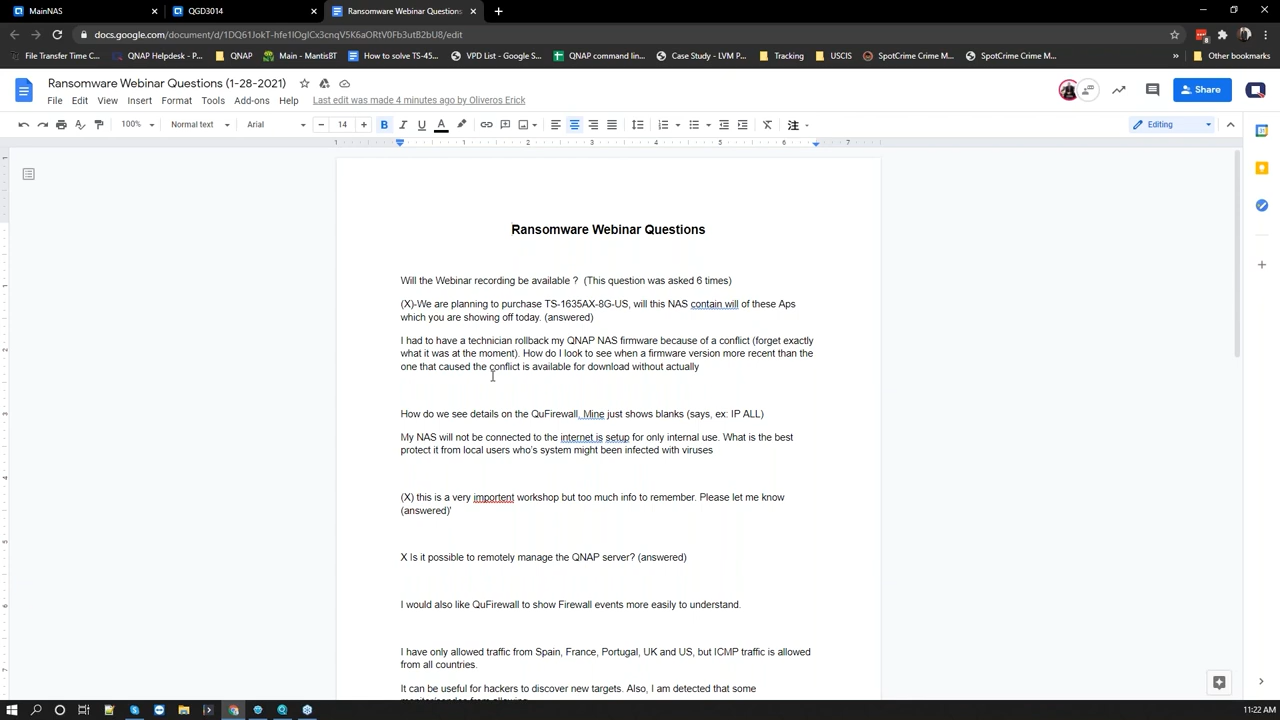 MainNAS
QGD3014
Ransomware Webinar Questions
docs.google.com/document/d/1DQ61JokT-hfe1IOglCx3cnqV5K6aORtV0Fb3utB2bU8/edit
File Transfer Time C...
QNAP Helpdesk - P...
QNAP
Main - MantisBT
How to solve TS-45...
VPD List - Google S...
QNAP command lin...
Case Study - LVM P...
Tracking
USCIS
SpotCrime Crime M...
SpotCrime Crime M...
Other bookmarks
Ransomware Webinar Questions (1-28-2021)
File Edit View Insert Format Tools Add-ons Help
Last edit was made 4 minutes ago by Oliveros Erick
Share
100%
Normal text
Arial
14
Editing
Ransomware Webinar Questions
Will the Webinar recording be available ? (This question was asked 6 times)
(X)-We are planning to purchase TS-1635AX-8G-US, will this NAS contain will of these Aps
which you are showing off today. (answered)
I had to have a technician rollback my QNAP NAS firmware because of a conflict (forget exactly
what it was at the moment). How do I look to see when a firmware version more recent than the
one that caused the conflict is available for download without actually
How do we see details on the QuFirewall, Mine just shows blanks (says, ex: IP ALL)
My NAS will not be connected to the internet is setup for only internal use. What is the best
protect it from local users who's system might been infected with viruses
(X) this is a very importent workshop but too much info to remember. Please let me know
(answered)'
X Is it possible to remotely manage the QNAP server? (answered)
I would also like QuFirewall to show Firewall events more easily to understand.
I have only allowed traffic from Spain, France, Portugal, UK and US, but ICMP traffic is allowed
from all countries.
It can be useful for hackers to discover new targets. Also, I am detected that some
11:22 AM